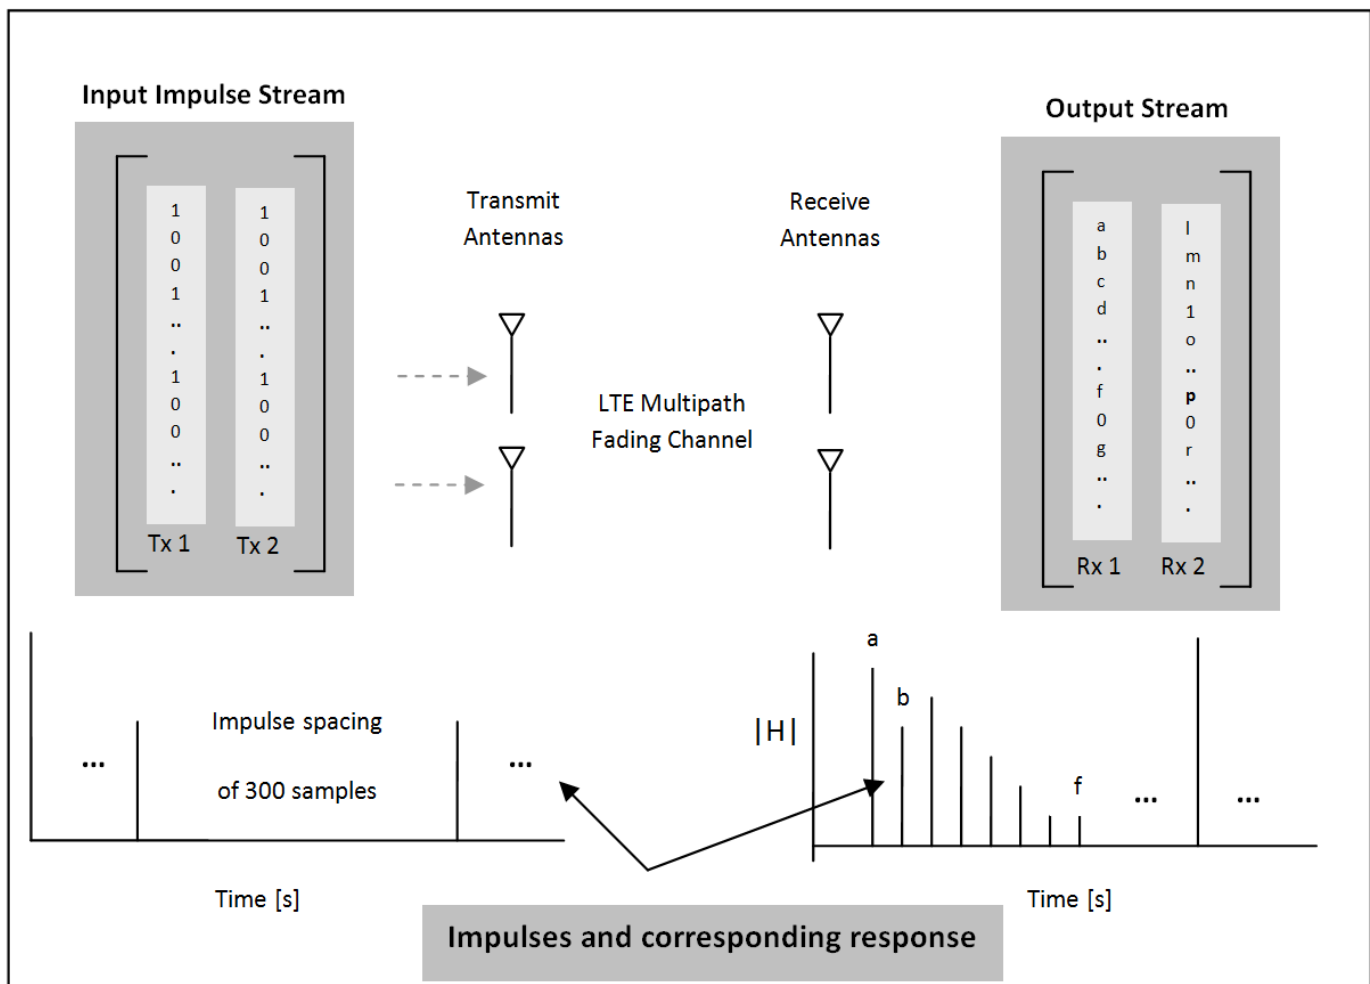 Input Impulse Stream
Output Stream
1
0
0
1
..
.
1
0
0
..
.
Tx 1
1
0
0
1
..
.
1
0
0
..
.
Tx 2
Transmit
Antennas
Receive
Antennas
LTE Multipath
Fading Channel
a
b
c
d
..
.
f
0
g
..
.
Rx 1
l
m
n
1
o
..
p
0
r
..
.
Rx 2
...
Impulse spacing
of 300 samples
...
Time [s]
|H|
a
b
f
...
...
Time [s]
Impulses and corresponding response